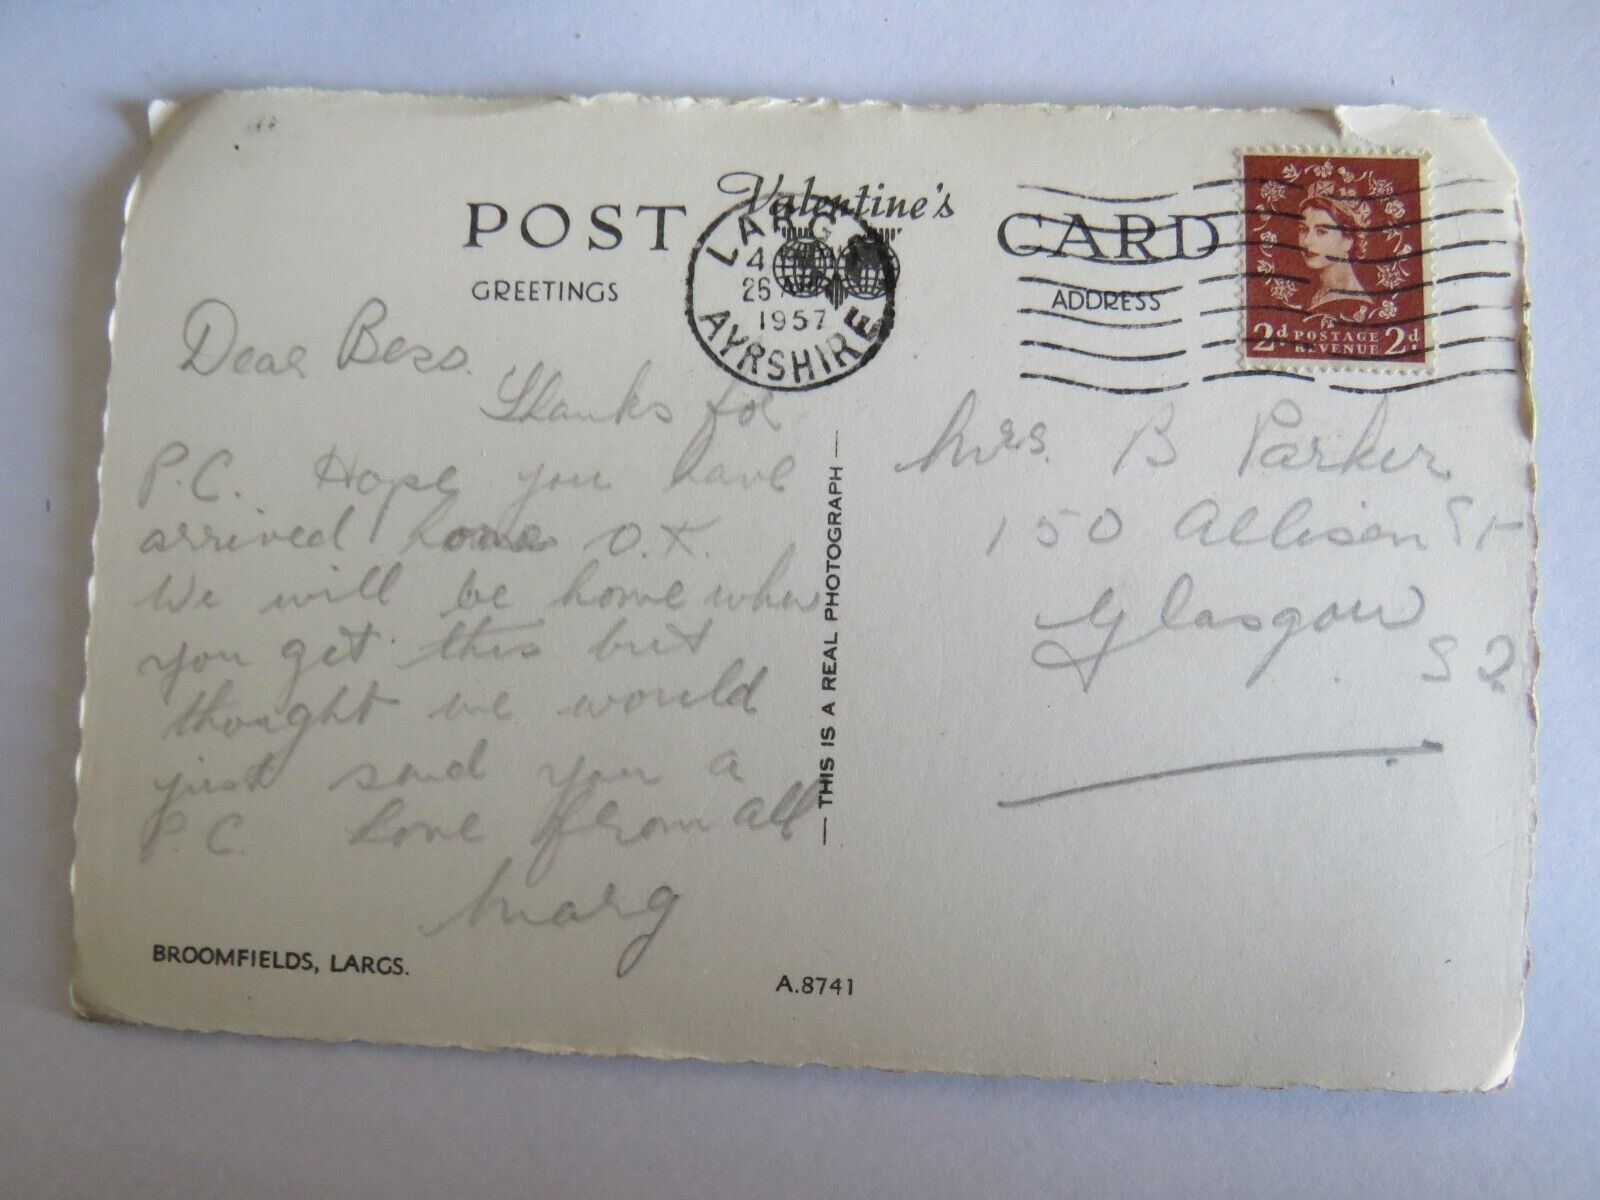 POST Valentine's CARD
GREETINGS
ADDRESS
LARGS
4
26
1957
AYRSHIRE
2d POSTAGE REVENUE 2d
Dear Bess.
Thanks for
P.C. Hope you have
arrived home O.K.
We will be home when
you get this but
thought we would
just send you a
P.C. Love from all
Marg
BROOMFIELDS, LARGS.
A.8741
— THIS IS A REAL PHOTOGRAPH —
Mrs. B Parker
150 Allison St
Glasgow
S2